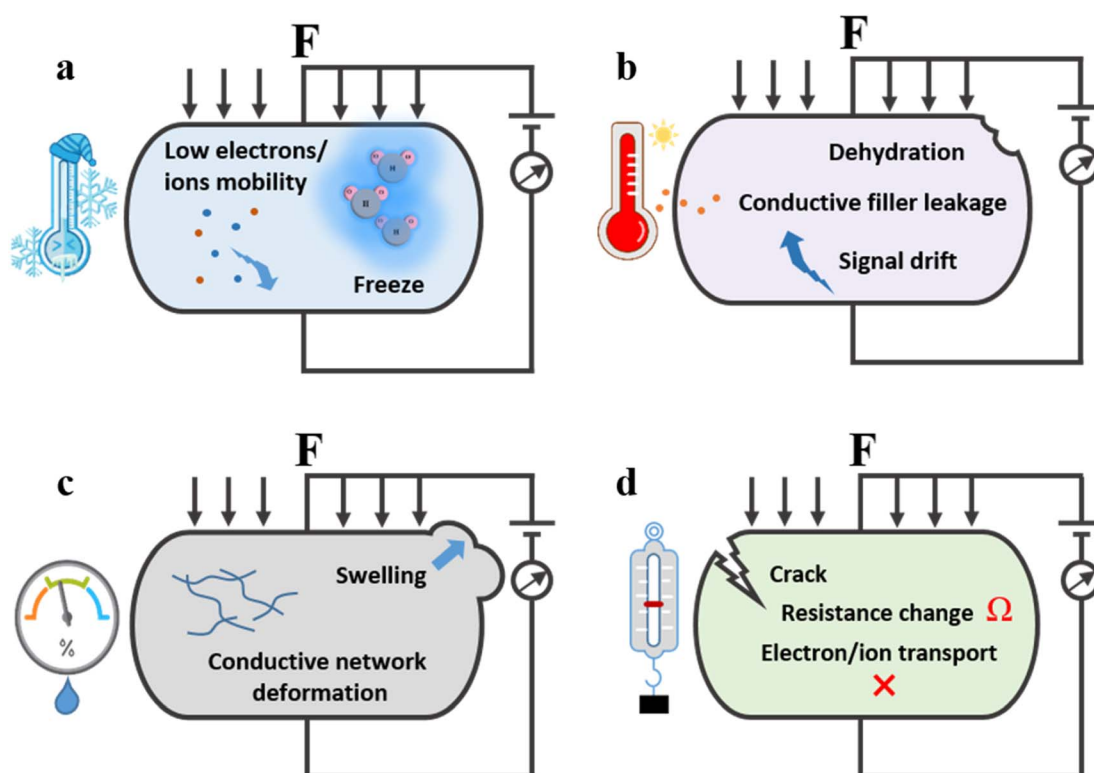 a
F
Low electrons/
ions mobility
O
O
H
O
O
H
O
O
H
Freeze
b
F
Dehydration
Conductive filler leakage
Signal drift
c
F
%
Swelling
Conductive network
deformation
d
F
Crack
Resistance change Ω
Electron/ion transport